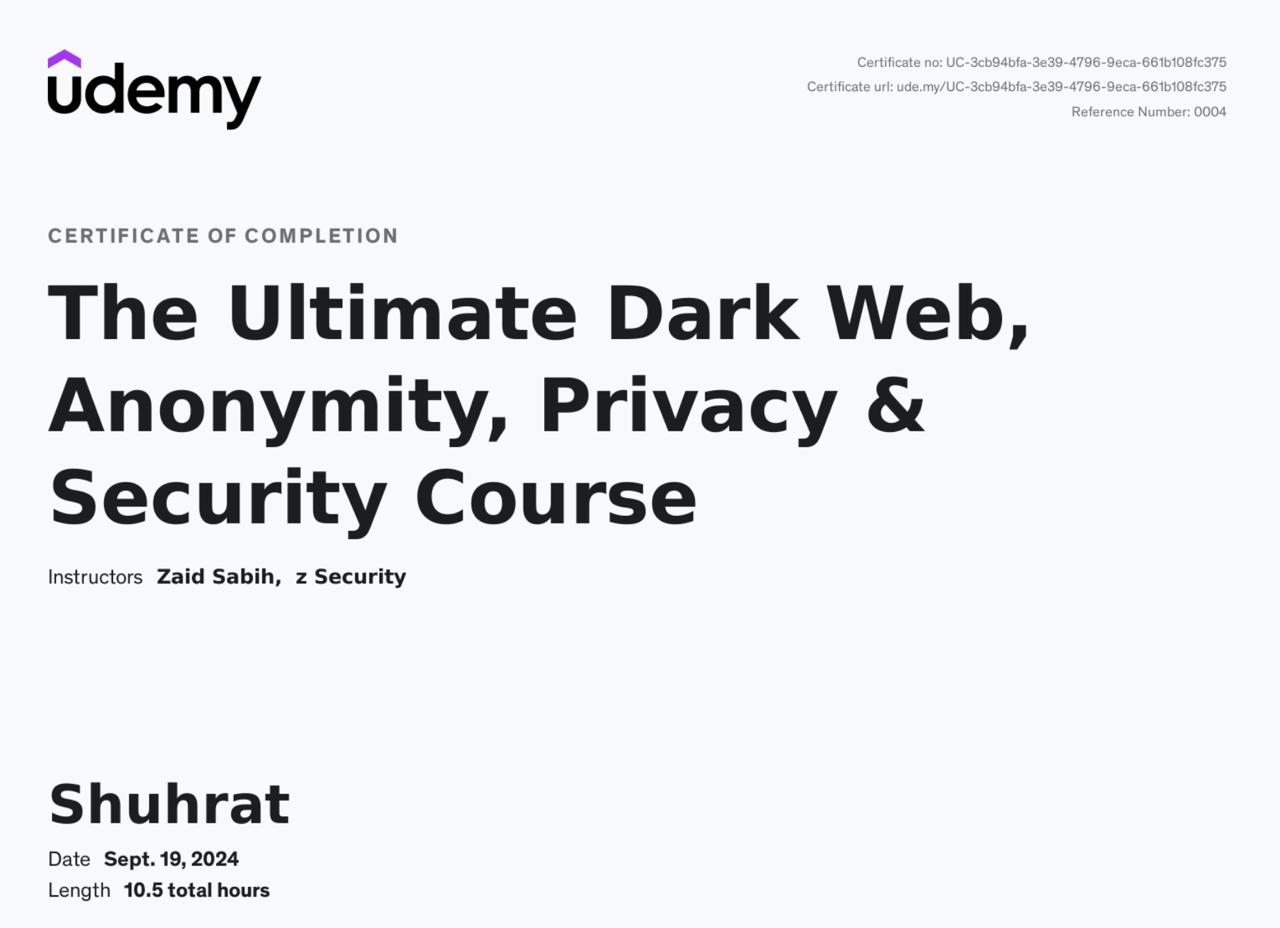 udemy
Certificate no: UC-3cb94bfa-3e39-4796-9eca-661b108fc375
Certificate url: ude.my/UC-3cb94bfa-3e39-4796-9eca-661b108fc375
Reference Number: 0004
CERTIFICATE OF COMPLETION
The Ultimate Dark Web,
Anonymity, Privacy &
Security Course
Instructors Zaid Sabih, z Security
Shuhrat
Date Sept. 19, 2024
Length 10.5 total hours